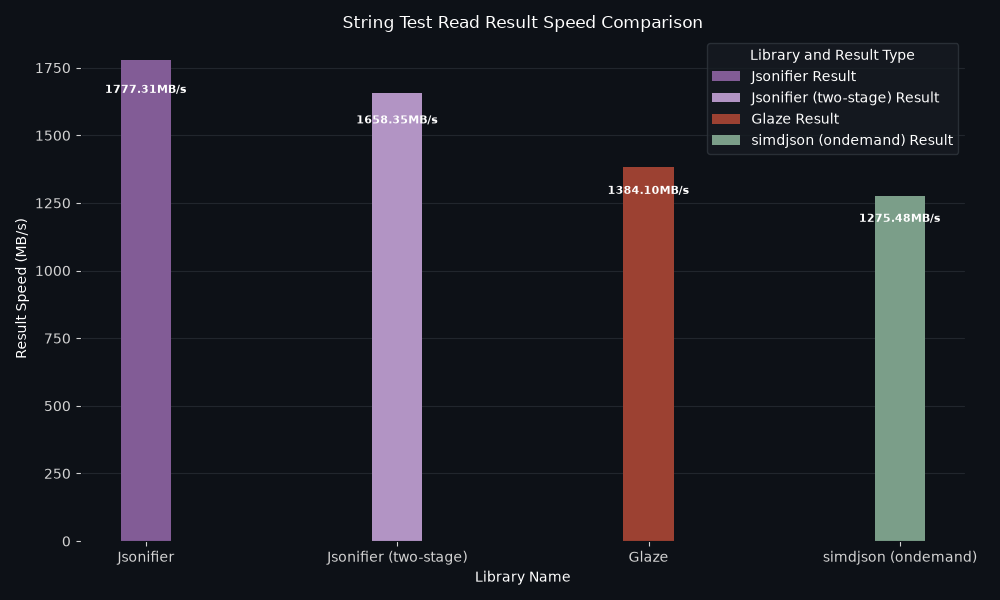 String Test Read Result Speed Comparison
Library and Result Type
Jsonifier Result
Jsonifier (two-stage) Result
Glaze Result
simdjson (ondemand) Result
1777.31MB/s
1658.35MB/s
1384.10MB/s
1275.48MB/s
Result Speed (MB/s)
1750
1500
1250
1000
750
500
250
0
Jsonifier
Jsonifier (two-stage)
Glaze
simdjson (ondemand)
Library Name